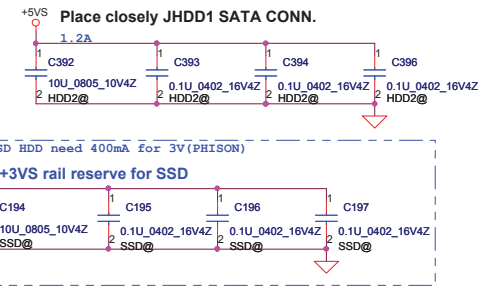 +5VS Place closely JHDD1 SATA CONN.
1.2A
1 1 1 1
C392 C393 C394 C396
10U_0805_10V4Z 0.1U_0402_16V4Z 0.1U_0402_16V4Z 0.1U_0402_16V4Z
2 HDD2@ 2 HDD2@ 2 HDD2@ 2 HDD2@
SD HDD need 400mA for 3V(PHISON)
+3VS rail reserve for SSD
1 1 1
C194 C195 C196 C197
10U_0805_10V4Z 0.1U_0402_16V4Z 0.1U_0402_16V4Z 0.1U_0402_16V4Z
SSD@ 2 SSD@ 2 SSD@ 2 SSD@